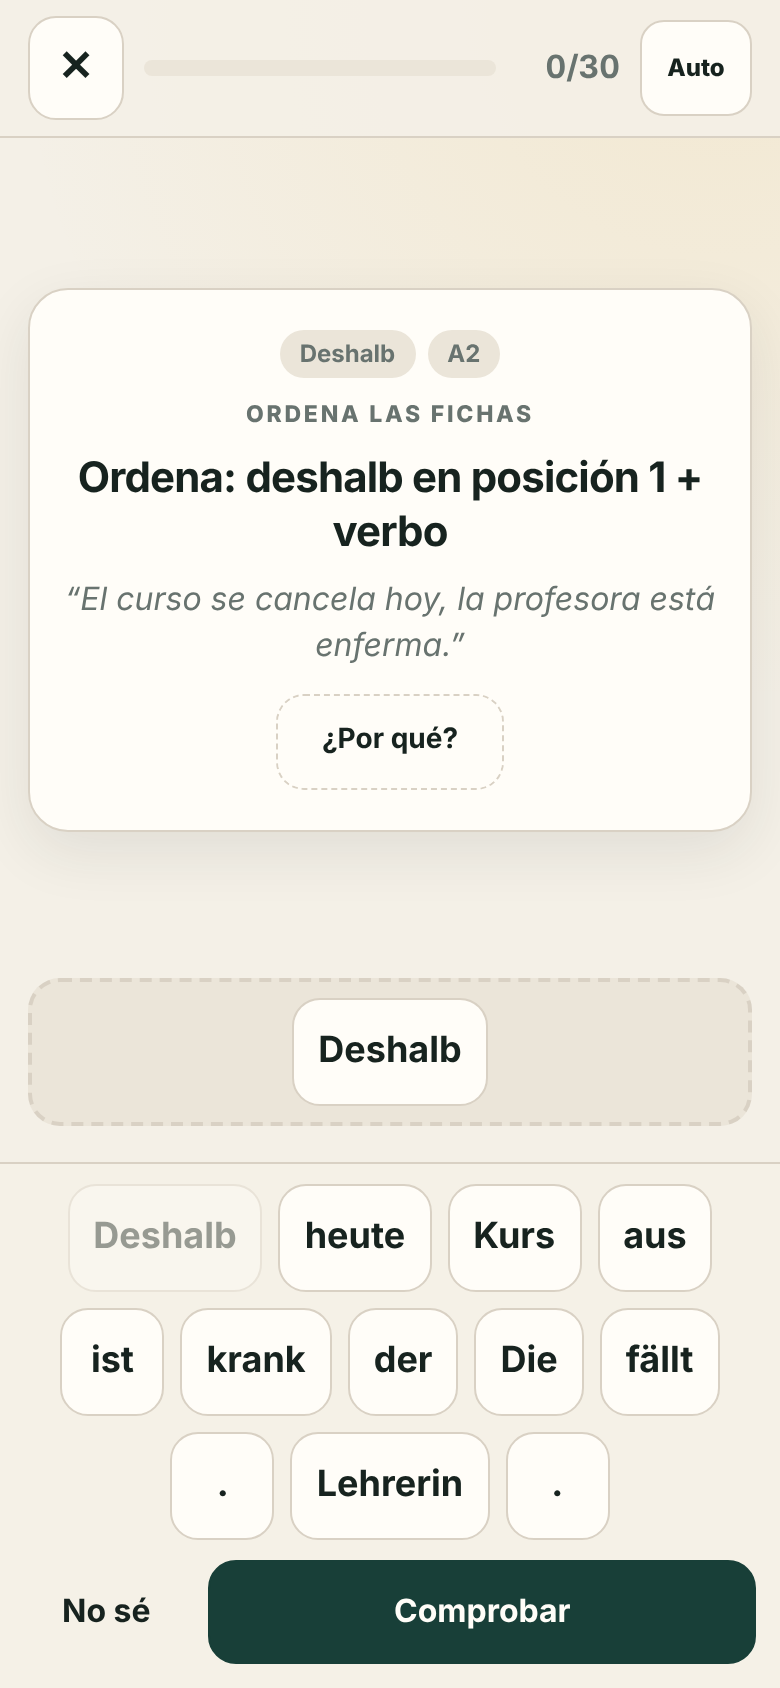 ✕ 0/30 Auto
Deshalb A2
ORDENA LAS FICHAS
Ordena: deshalb en posición 1 +
verbo
“El curso se cancela hoy, la profesora está
enferma.”
¿Por qué?
Deshalb
Deshalb heute Kurs aus
ist krank der Die fällt
. Lehrerin .
No sé Comprobar